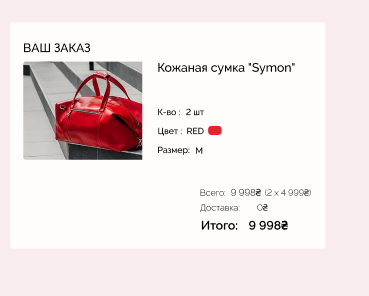 ВАШ ЗАКАЗ
Кожаная сумка "Symon"
К-во : 2 шт
Цвет : RED
Размер: M
Всего: 9 998₴ (2 x 4 999₴)
Доставка: 0₴
Итого: 9 998₴